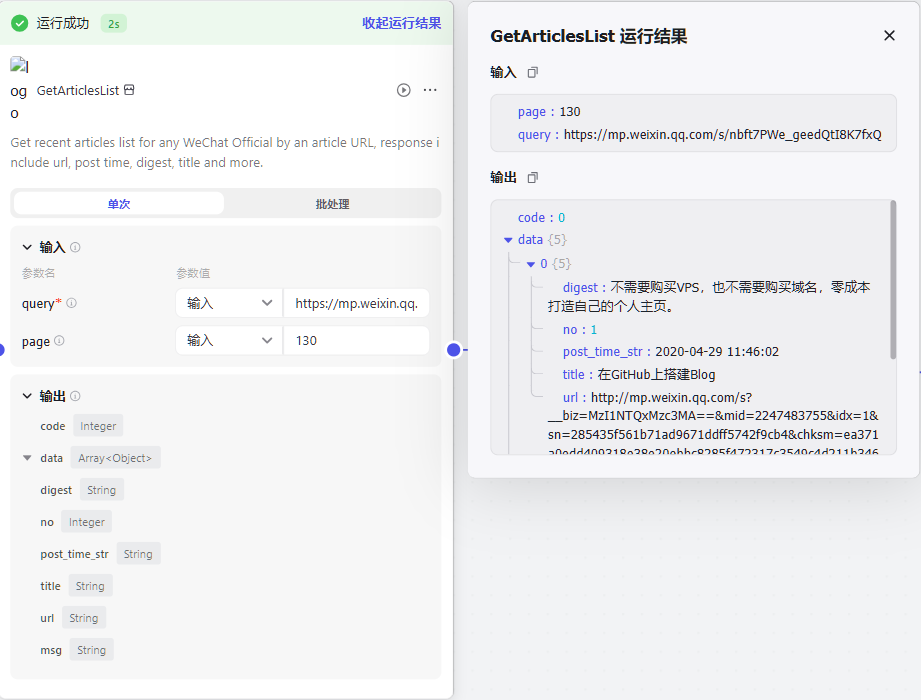 运行成功 2s 收起运行结果
logo GetArticlesList
Get recent articles list for any WeChat Official by an article URL, response i
nclude url, post time, digest, title and more.
单次 批处理
输入
参数名 参数值
query* 输入 https://mp.weixin.qq.
page 输入 130
输出
code Integer
data Array<Object>
digest String
no Integer
post_time_str String
title String
url String
msg String
GetArticlesList 运行结果
输入
page : 130
query : https://mp.weixin.qq.com/s/nbft7PWe_geedQtI8K7fxQ
输出
code : 0
data {5}
0 {5}
digest : 不需要购买VPS，也不需要购买域名，零成本
打造自己的个人主页。
no : 1
post_time_str : 2020-04-29 11:46:02
title : 在GitHub上搭建Blog
url : http://mp.weixin.qq.com/s?
__biz=MzI1NTQxMzc3MA==&mid=2247483755&idx=1&
sn=285435f561b71ad9671ddff5742f9cb4&chksm=ea371